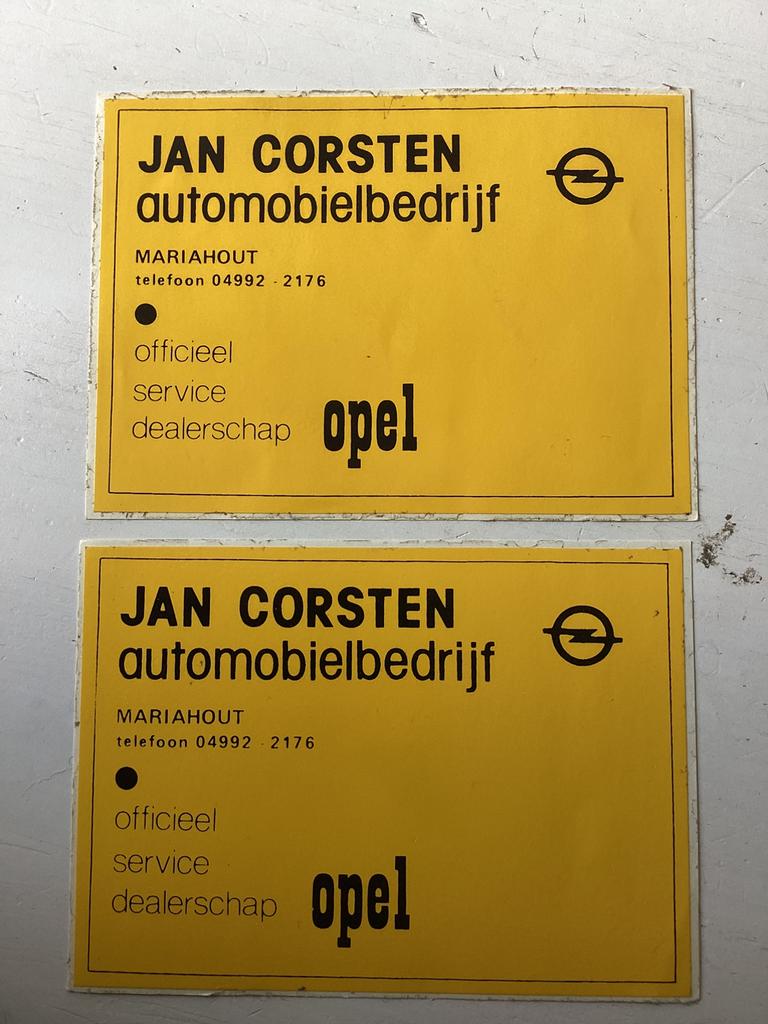 JAN CORSTEN
automobielbedrijf
MARIAHOUT
telefoon 04992 - 2176
officieel
service
dealerschap opel
JAN CORSTEN
automobielbedrijf
MARIAHOUT
telefoon 04992 - 2176
officieel
service
dealerschap opel